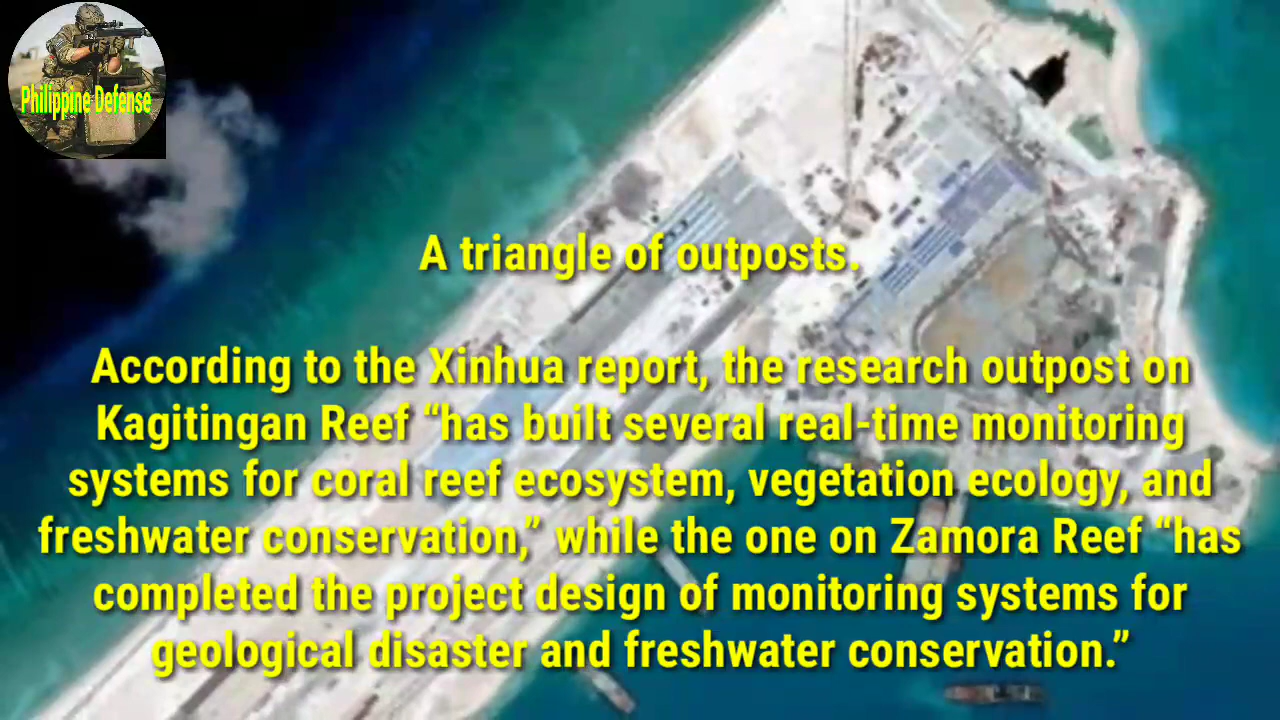 Philippine Defense
A triangle of outposts.
According to the Xinhua report, the research outpost on
Kagitingan Reef “has built several real-time monitoring
systems for coral reef ecosystem, vegetation ecology, and
freshwater conservation,” while the one on Zamora Reef “has
completed the project design of monitoring systems for
geological disaster and freshwater conservation.”